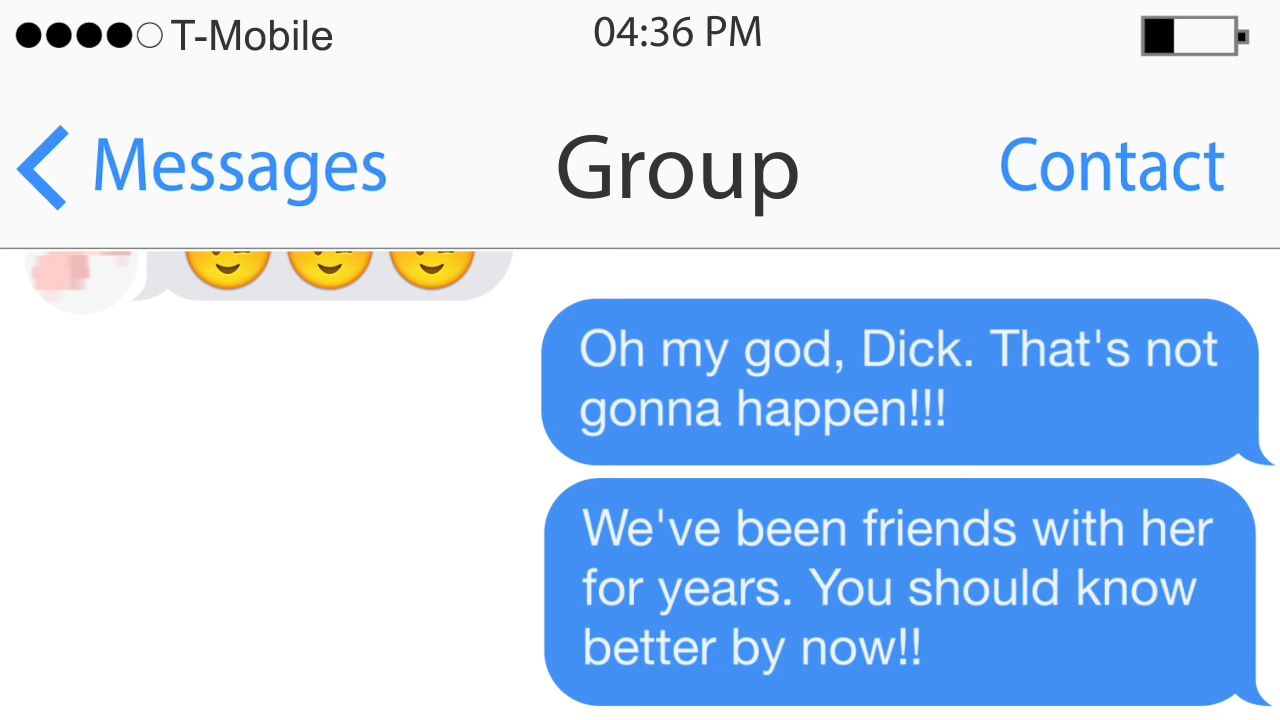 T-Mobile 04:36 PM
Messages Group Contact
Oh my god, Dick. That's not
gonna happen!!!
We've been friends with her
for years. You should know
better by now!!